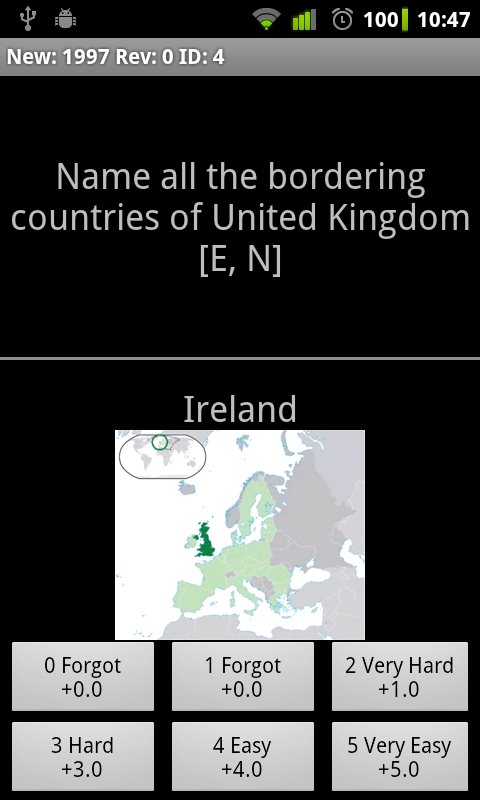 100 10:47
New: 1997 Rev: 0 ID: 4
Name all the bordering
countries of United Kingdom
[E, N]
Ireland
0 Forgot
+0.0
1 Forgot
+0.0
2 Very Hard
+1.0
3 Hard
+3.0
4 Easy
+4.0
5 Very Easy
+5.0